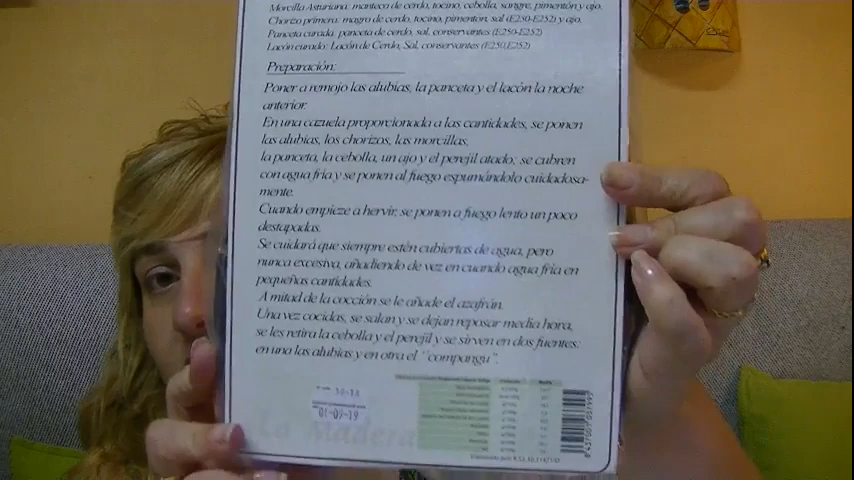 Morcilla Asturiana: manteca de cerdo, tocino, cebolla, sangre, pimentón y ajo.
Chorizo primera: magro de cerdo, tocino, pimentón, sal (E250-E252) y ajo.
Panceta curada: panceta de cerdo, sal, conservantes (E250-E252)
Lacón curado: Lacón de Cerdo, Sal, conservantes (E250,E252)
Preparación:
Poner a remojo las alubias, la panceta y el lacón la noche
anterior.
En una cazuela proporcionada a las cantidades, se ponen
las alubias, los chorizos, las morcillas,
la panceta, la cebolla, un ajo y el perejil atado; se cubren
con agua fría y se ponen al fuego espumándolo cuidadosa-
mente.
Cuando empieze a hervir, se ponen a fuego lento un poco
destapadas.
Se cuidará que siempre estén cubiertas de agua, pero
nunca excesiva, añadiendo de vez en cuando agua fría en
pequeñas cantidades.
A mitad de la cocción se le añade el azafrán.
Una vez cocidas, se salan y se dejan reposar media hora,
se les retira la cebolla y el perejil y se sirven en dos fuentes:
en una las alubias y en otra el "compangu".
01-09-19
La Madera